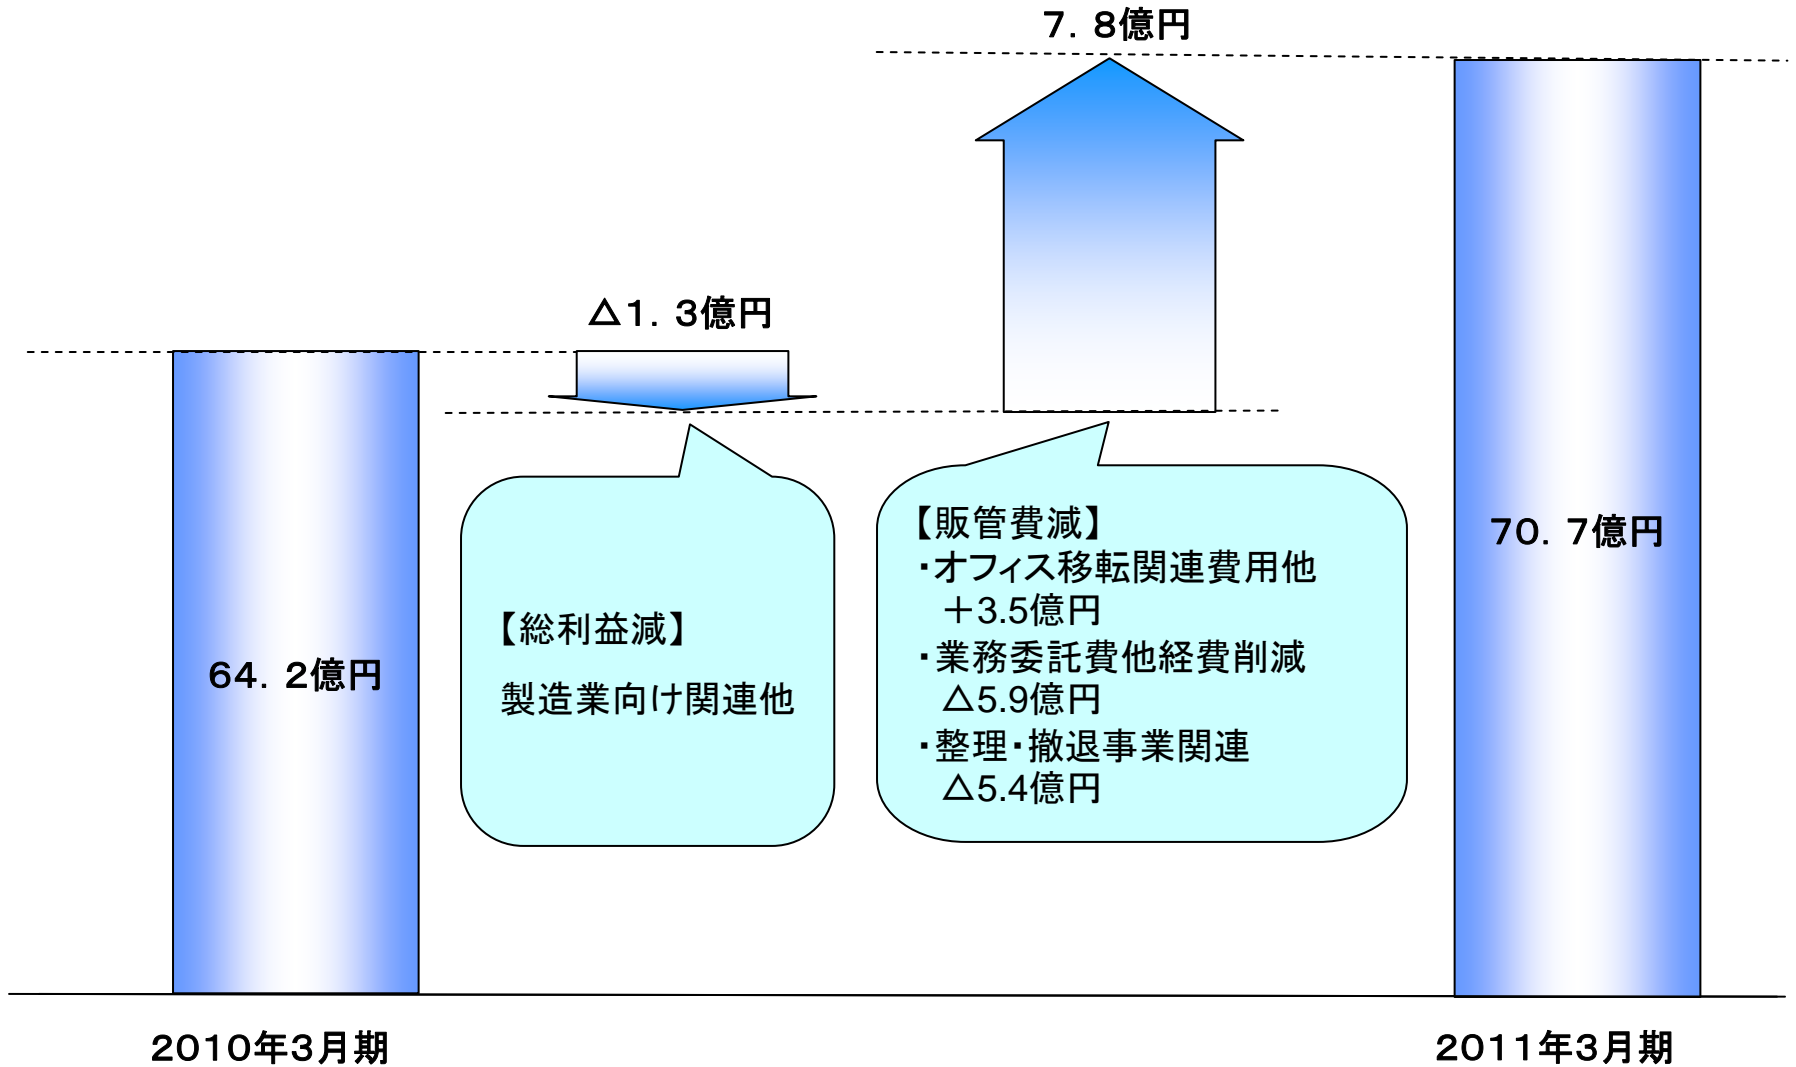 ７．８億円
△１．３億円
６４．２億円
【総利益減】
製造業向け関連他
【販管費減】
・オフィス移転関連費用他
＋3.5億円
・業務委託費他経費削減
△5.9億円
・整理・撤退事業関連
△5.4億円
７０．７億円
２０１０年３月期
２０１１年３月期